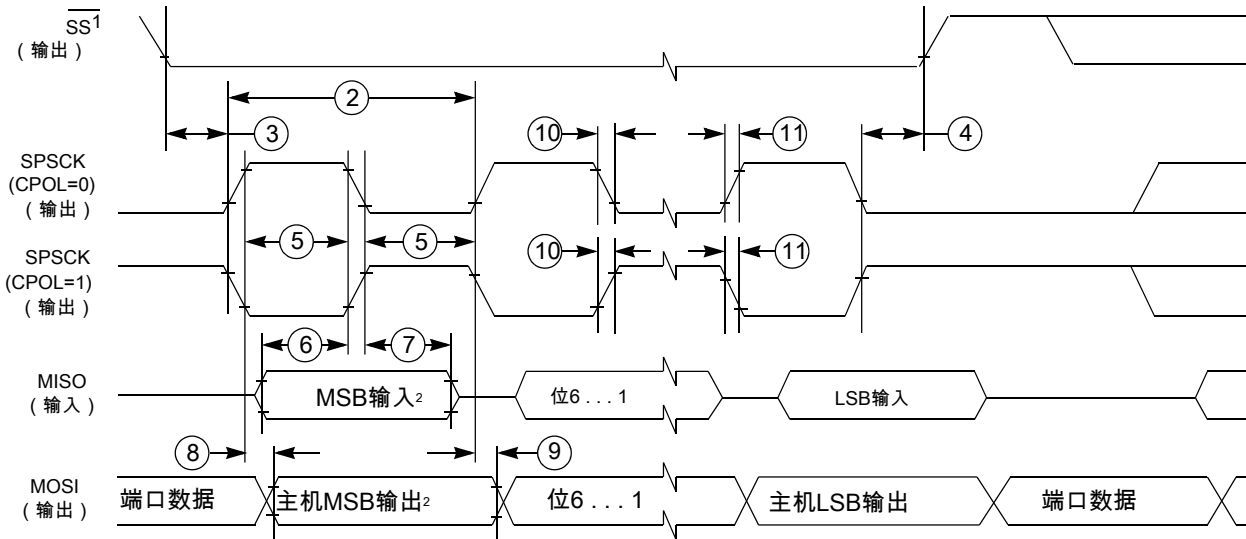 SS1
(输出)
②
③
⑩
⑪
④
SPSCK
(CPOL=0)
(输出)
⑤
⑤
SPSCK
(CPOL=1)
(输出)
⑩
⑪
⑥
⑦
MISO
(输入)
MSB输入2
位6 . . . 1
LSB输入
⑧
⑨
MOSI
(输出)
端口数据
主机MSB输出2
位6 . . . 1
主机LSB输出
端口数据